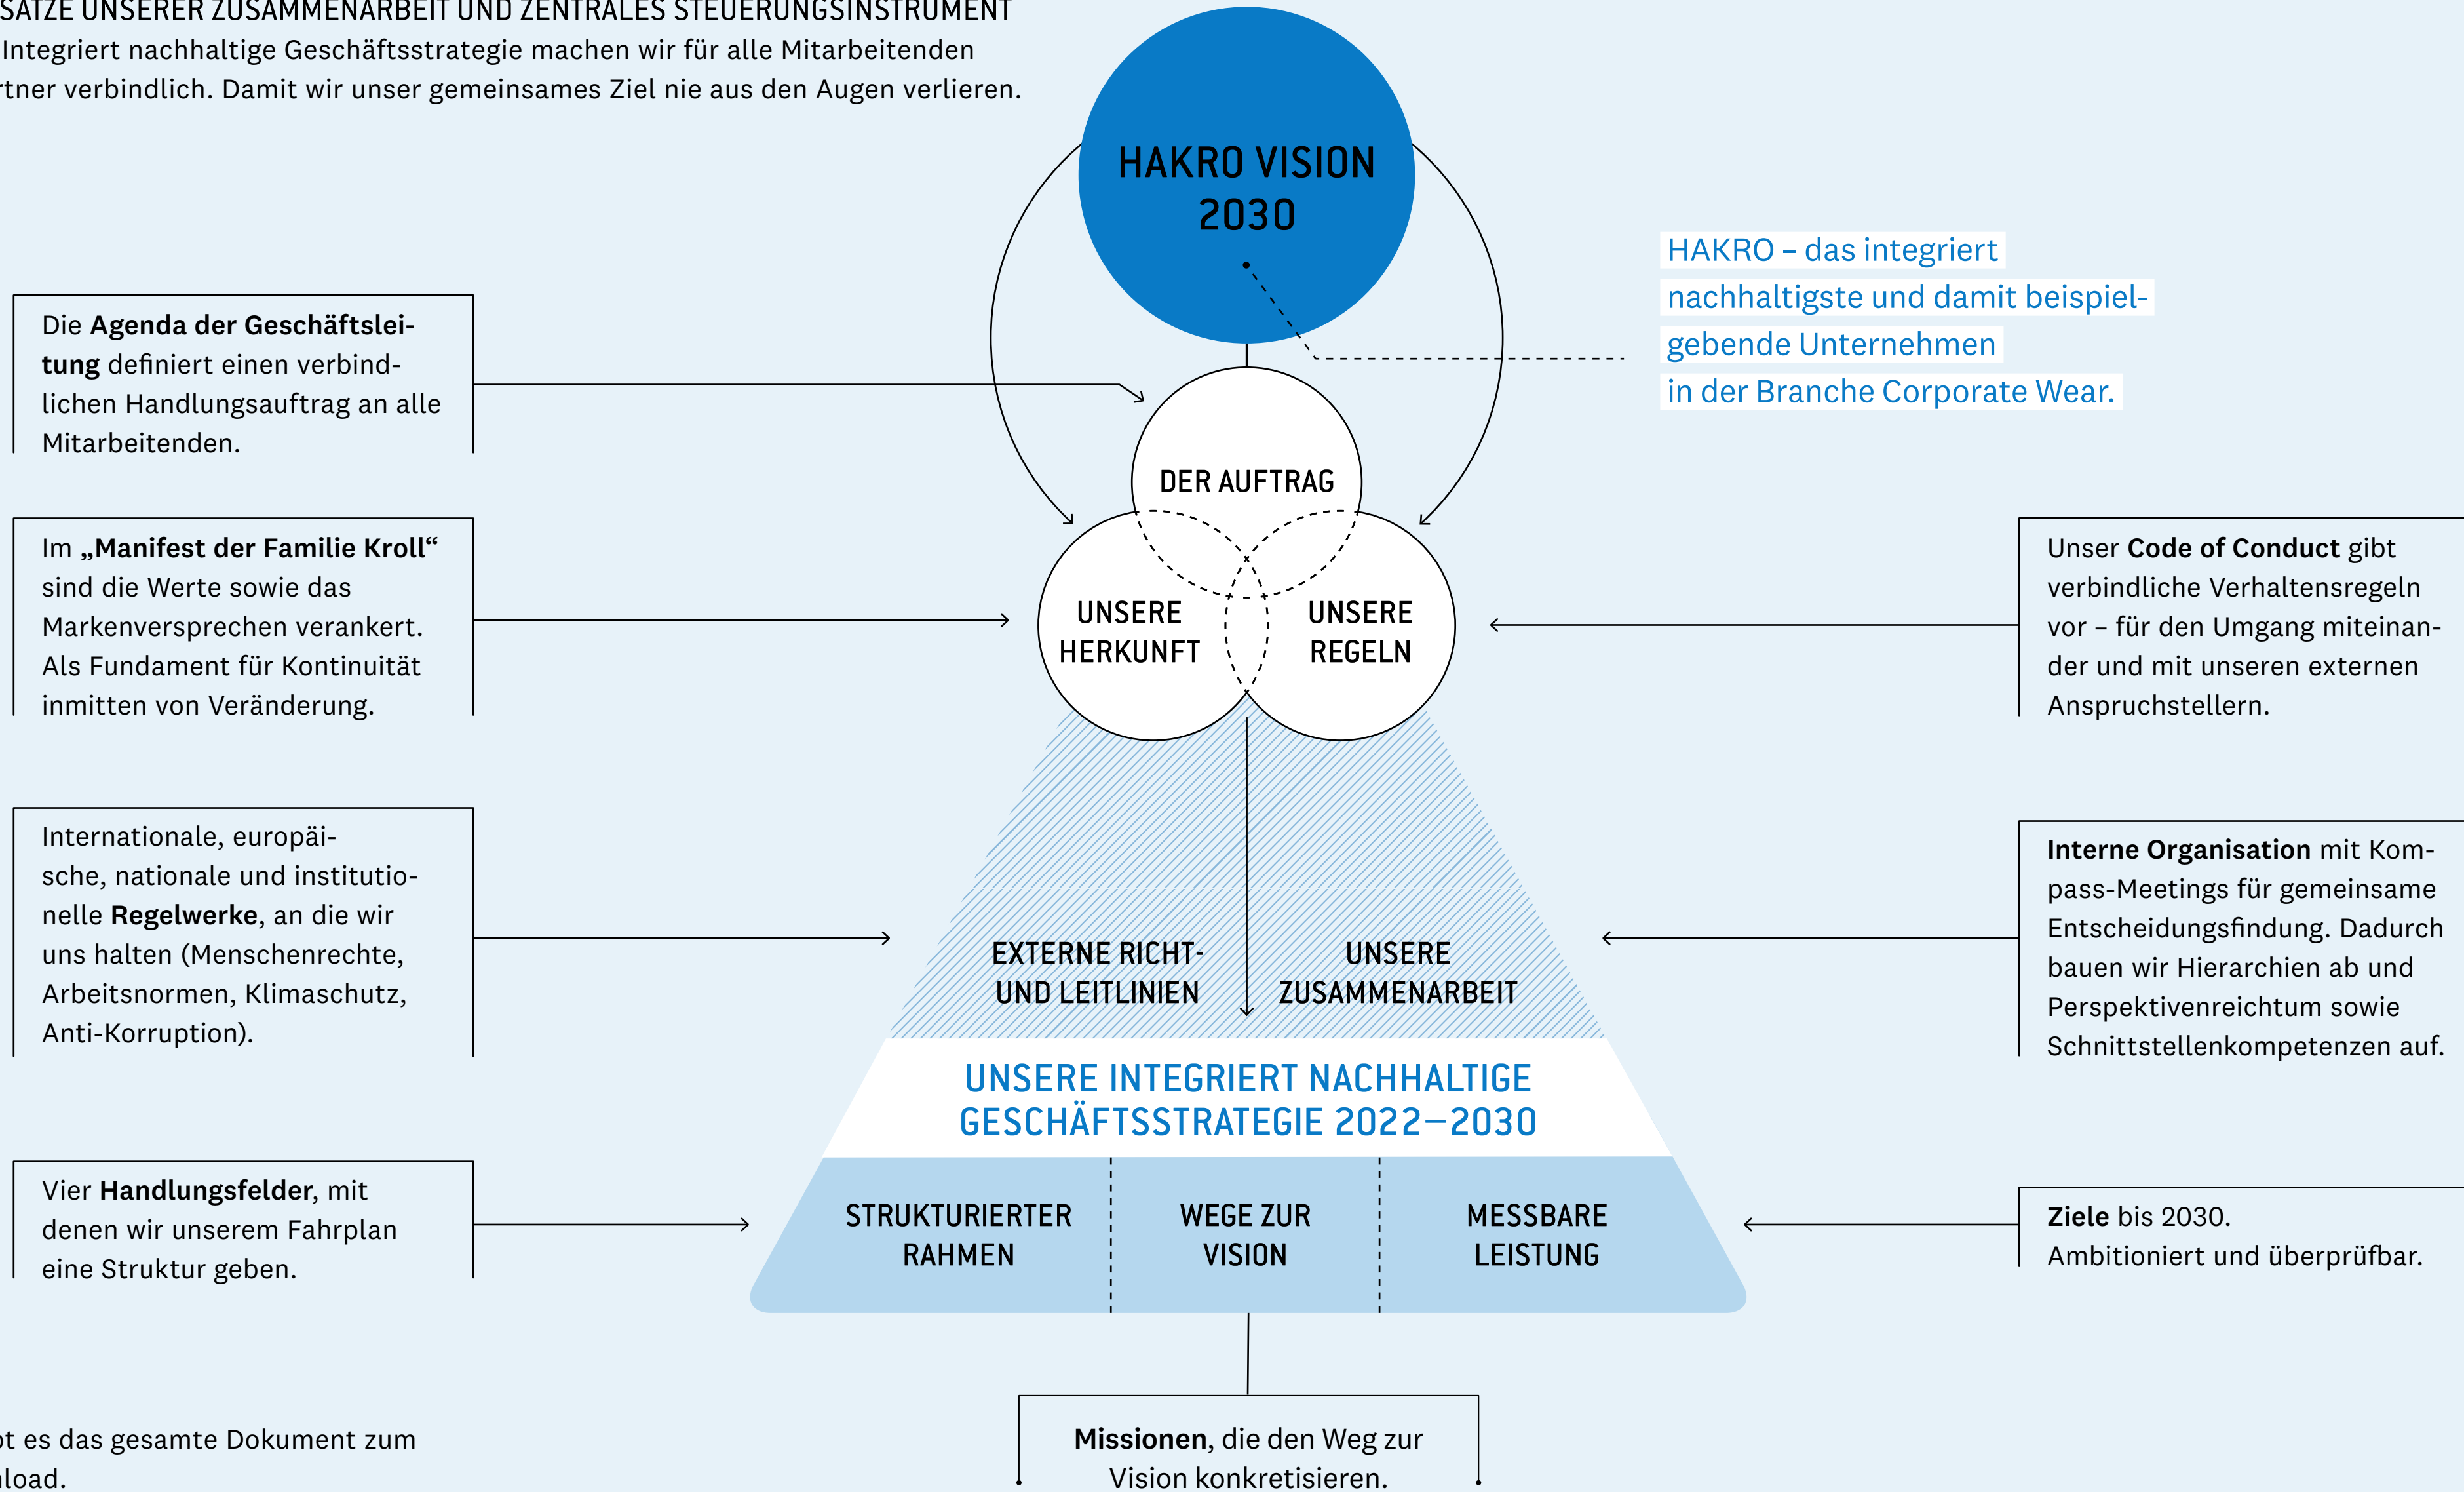 SÄTZE UNSERER ZUSAMMENARBEIT UND ZENTRALES STEUERUNGSINSTRUMENT
Integriert nachhaltige Geschäftsstrategie machen wir für alle Mitarbeitenden
verbindlich. Damit wir unser gemeinsames Ziel nie aus den Augen verlieren.
HAKRO VISION
2030
HAKRO – das integriert
nachhaltigste und damit beispiel-
gebende Unternehmen
in der Branche Corporate Wear.
Die Agenda der Geschäftslei-
tung definiert einen verbind-
lichen Handlungsauftrag an alle
Mitarbeitenden.
DER AUFTRAG
Im „Manifest der Familie Kroll“
sind die Werte sowie das
Markenversprechen verankert.
Als Fundament für Kontinuität
inmitten von Veränderung.
UNSERE
HERKUNFT
UNSERE
REGELN
Unser Code of Conduct gibt
verbindliche Verhaltensregeln
vor – für den Umgang miteinan-
der und mit unseren externen
Anspruchstellern.
Internationale, europäi-
sche, nationale und institutio-
nelle Regelwerke, an die wir
uns halten (Menschenrechte,
Arbeitsnormen, Klimaschutz,
Anti-Korruption).
EXTERNE RICHT-
UND LEITLINIEN
UNSERE
ZUSAMMENARBEIT
Interne Organisation mit Kom-
pass-Meetings für gemeinsame
Entscheidungsfindung. Dadurch
bauen wir Hierarchien ab und
Perspektivenreichtum sowie
Schnittstellenkompetenzen auf.
UNSERE INTEGRIERT NACHHALTIGE
GESCHÄFTSSTRATEGIE 2022–2030
Vier Handlungsfelder, mit
denen wir unserem Fahrplan
eine Struktur geben.
STRUKTURIERTER
RAHMEN
WEGE ZUR
VISION
MESSBARE
LEISTUNG
Ziele bis 2030.
Ambitioniert und überprüfbar.
Missionen, die den Weg zur
Vision konkretisieren.
es das gesamte Dokument zum
load.